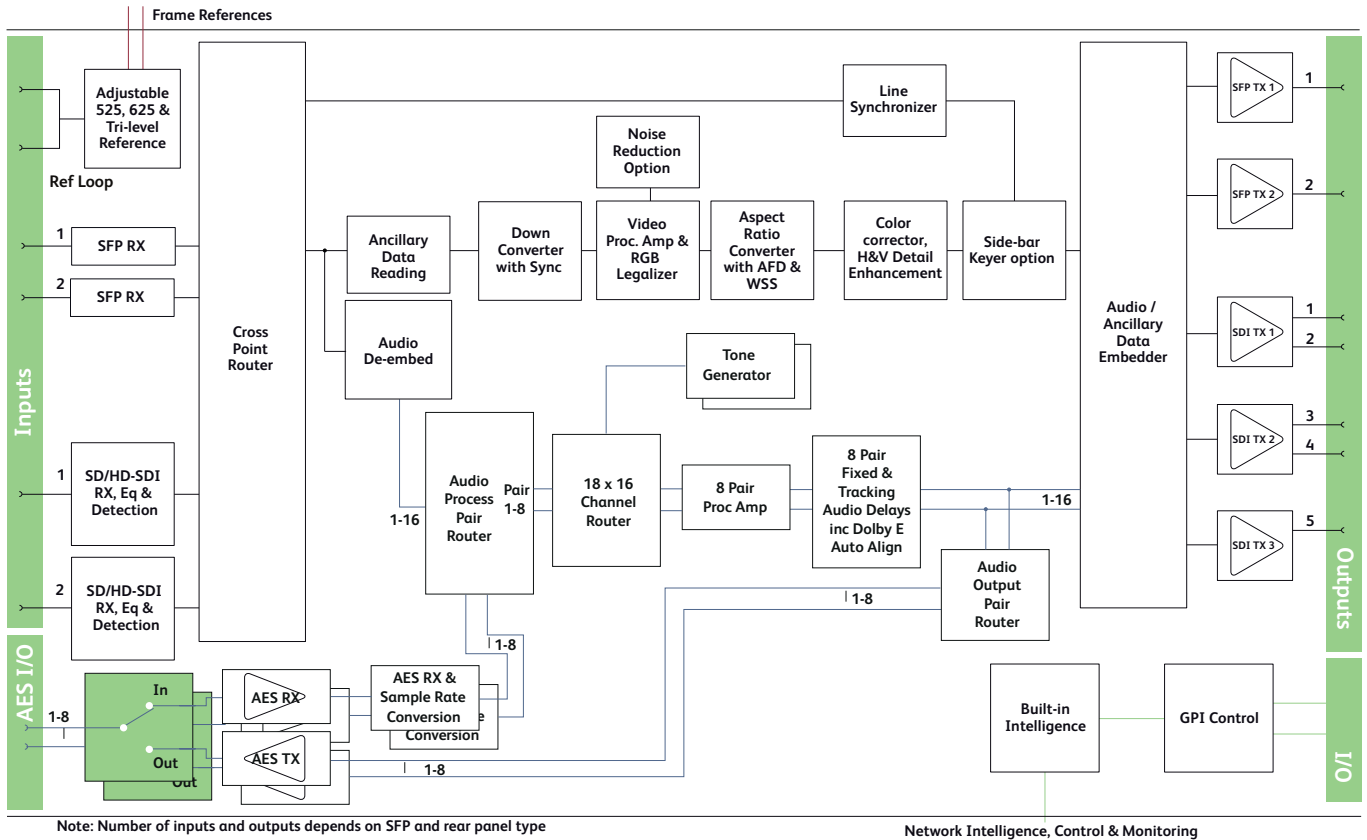 Frame References
Inputs
Adjustable
525, 625 &
Tri-level
Reference
Ref Loop
1
SFP RX
2
SFP RX
1
SD/HD-SDI
RX, Eq &
Detection
2
SD/HD-SDI
RX, Eq &
Detection
Cross
Point
Router
Line
Synchronizer
Noise
Reduction
Option
Ancillary
Data
Reading
Down
Converter
with Sync
Video
Proc. Amp &
RGB
Legalizer
Aspect
Ratio
Converter
with AFD &
WSS
Color
corrector,
H&V Detail
Enhancement
Side-bar
Keyer option
Audio
De-embed
Tone
Generator
1-16
Audio
Process
Pair
Router
Pair
1-8
18 x 16
Channel
Router
8 Pair
Proc Amp
8 Pair
Fixed &
Tracking
Audio Delays
inc Dolby E
Auto Align
1-16
Audio
Output
Pair
Router
1-8
Audio /
Ancillary
Data
Embedder
SFP TX 1
1
SFP TX 2
2
SDI TX 1
1
2
SDI TX 2
3
4
SDI TX 3
5
Outputs
AES I/O
1-8
In
Out
Out
AES RX
AES TX
1-8
AES RX &
Sample Rate
Conversion
e
Conversion
1-8
Built-in
Intelligence
GPI Control
I/O
Note: Number of inputs and outputs depends on SFP and rear panel type
Network Intelligence, Control & Monitoring